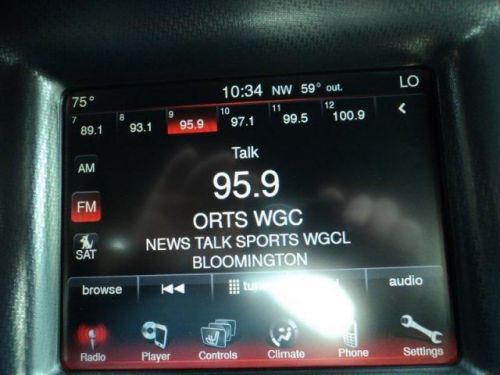 75° 10:34 NW 59° out. LO
7 8 9 10 11 12
89.1 93.1 95.9 97.1 99.5 100.9 <
Talk
AM
95.9
FM
ORTS WGC
NEWS TALK SPORTS WGCL
SAT
BLOOMINGTON
browse audio
Radio Player Controls Climate Phone Settings